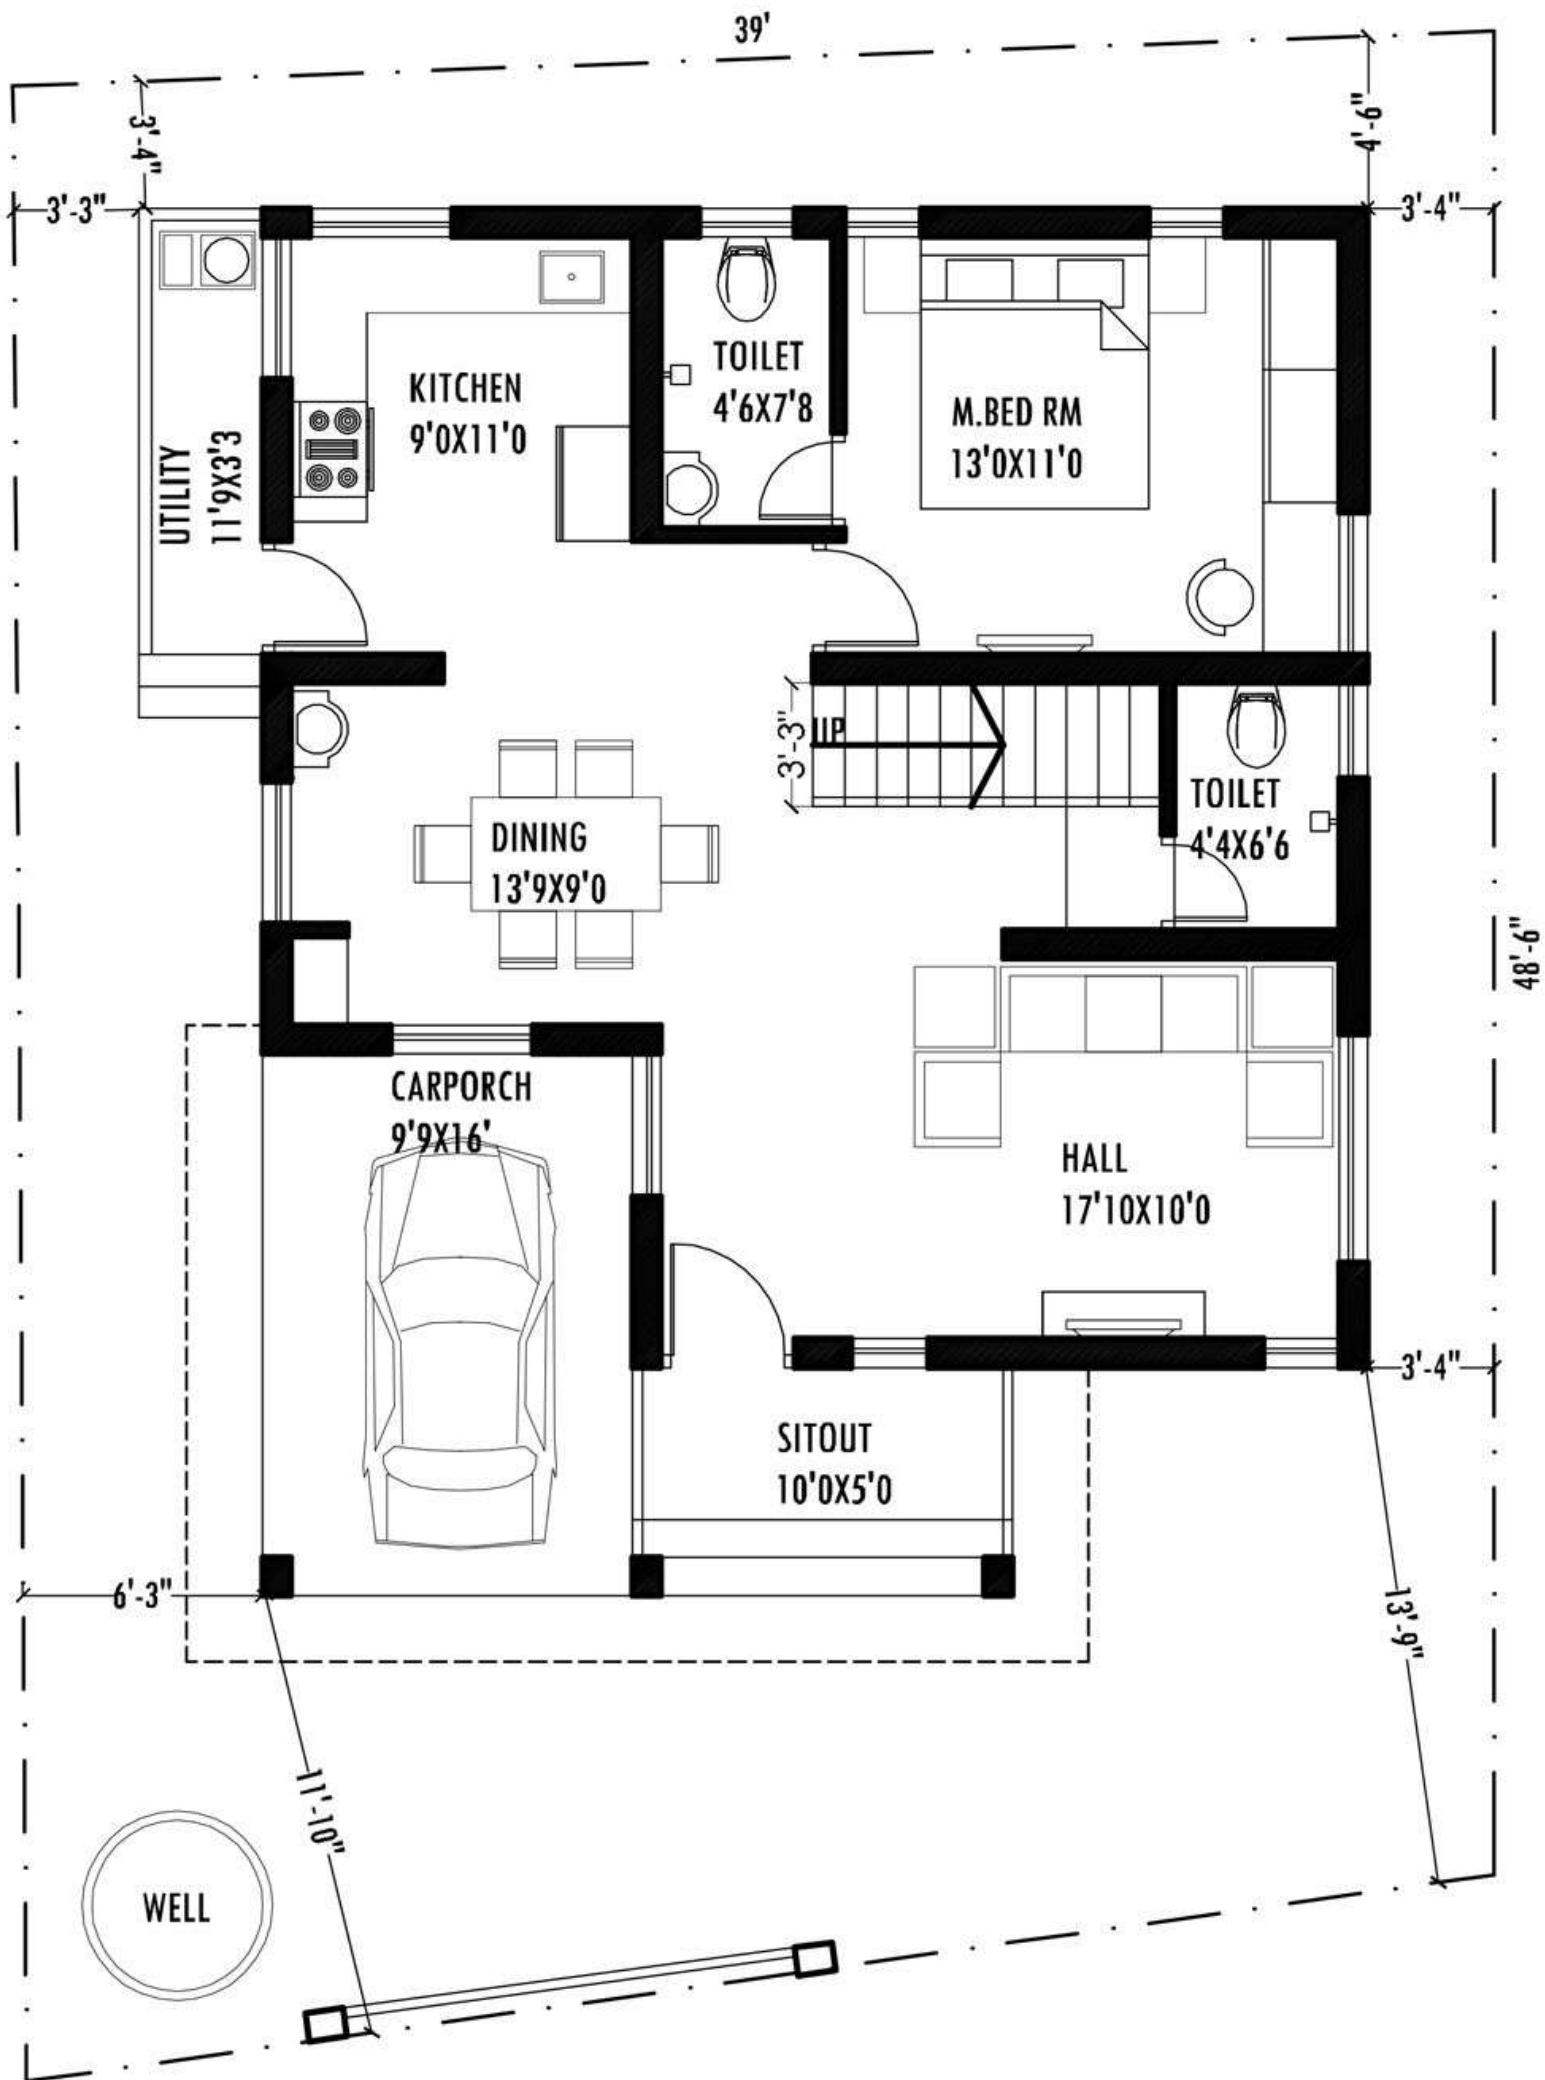 39'
3'-4"
4'-6"
3'-3"
3'-4"
KITCHEN
9'0X11'0
TOILET
4'6X7'8
M.BED RM
13'0X11'0
UTILITY
11'9X3'3
3'-3"
UP
TOILET
4'4X6'6
DINING
13'9X9'0
48'-6"
CARPORCH
9'9X16'
HALL
17'10X10'0
3'-4"
SITOUT
10'0X5'0
6'-3"
13'-9"
11'-10"
WELL